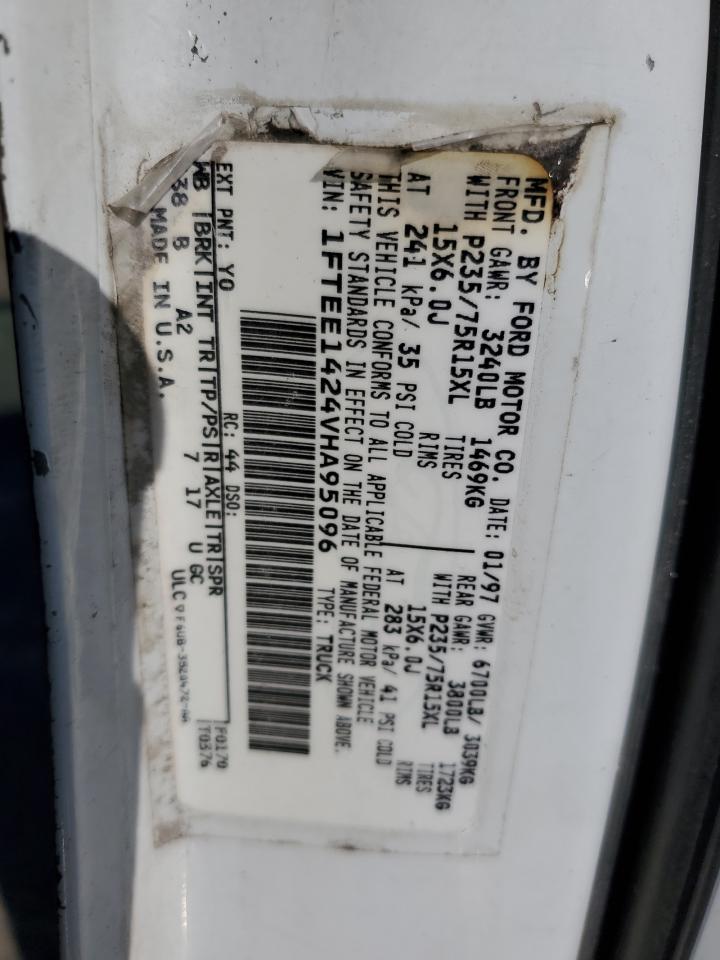 MFD. BY FORD MOTOR CO.
DATE: 01/97 GVWR: 6700LB/ 3039KG
FRONT GAWR: 3240LB 1469KG
REAR GAWR: 3800LB 1723KG
WITH P235/75R15XL TIRES
WITH P235/75R15XL TIRES
15X6.0J RIMS
15X6.0J RIMS
AT 241 kPa/ 35 PSI COLD
AT 283 kPa/ 41 PSI COLD
THIS VEHICLE CONFORMS TO ALL APPLICABLE FEDERAL MOTOR VEHICLE
SAFETY STANDARDS IN EFFECT ON THE DATE OF MANUFACTURE SHOWN ABOVE.
VIN: 1FTEE1424VHA95096
TYPE: TRUCK
F0170
T0376
EXT PNT: YO RC: 44 DSO:
WB |BRK|INT TR|TP/PS|R|AXLE|TR|SPR
138 B A2 7 17 U GC
MADE IN U.S.A.